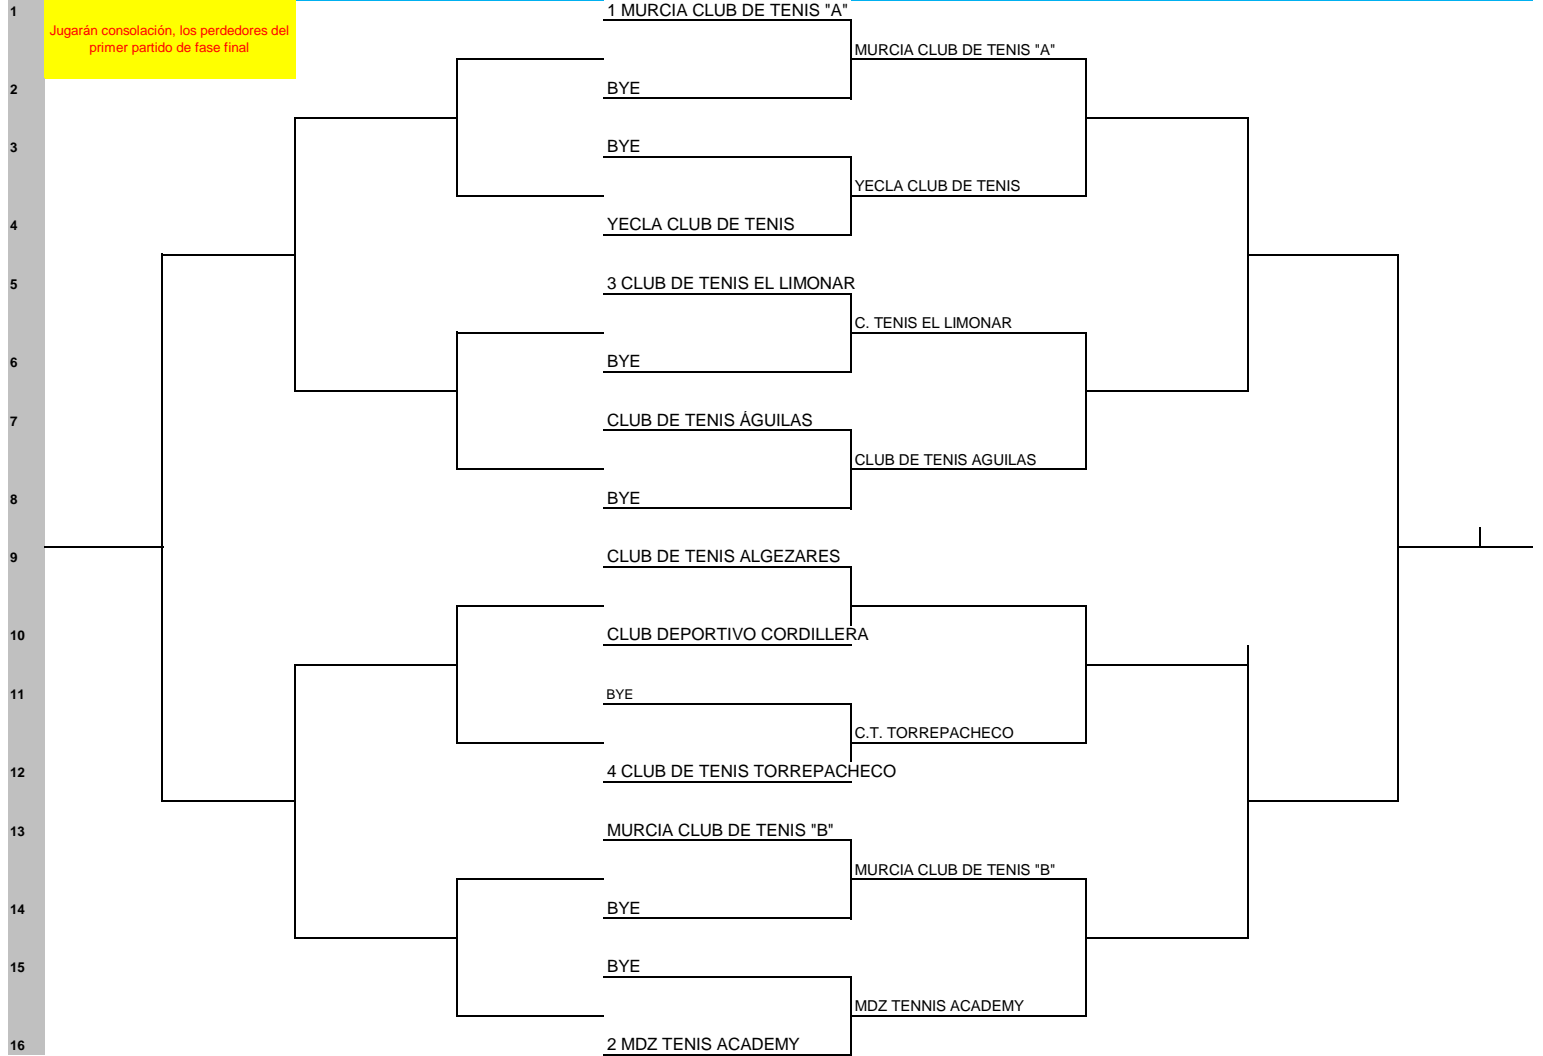 1
Jugarán consolación, los perdedores del
primer partido de fase final
1 MURCIA CLUB DE TENIS "A"
MURCIA CLUB DE TENIS "A"
2
BYE
3
BYE
YECLA CLUB DE TENIS
4
YECLA CLUB DE TENIS
5
3 CLUB DE TENIS EL LIMONAR
C. TENIS EL LIMONAR
6
BYE
7
CLUB DE TENIS ÁGUILAS
CLUB DE TENIS AGUILAS
8
BYE
9
CLUB DE TENIS ALGEZARES
10
CLUB DEPORTIVO CORDILLERA
11
BYE
C.T. TORREPACHECO
12
4 CLUB DE TENIS TORREPACHECO
13
MURCIA CLUB DE TENIS "B"
MURCIA CLUB DE TENIS "B"
14
BYE
15
BYE
MDZ TENNIS ACADEMY
16
2 MDZ TENIS ACADEMY